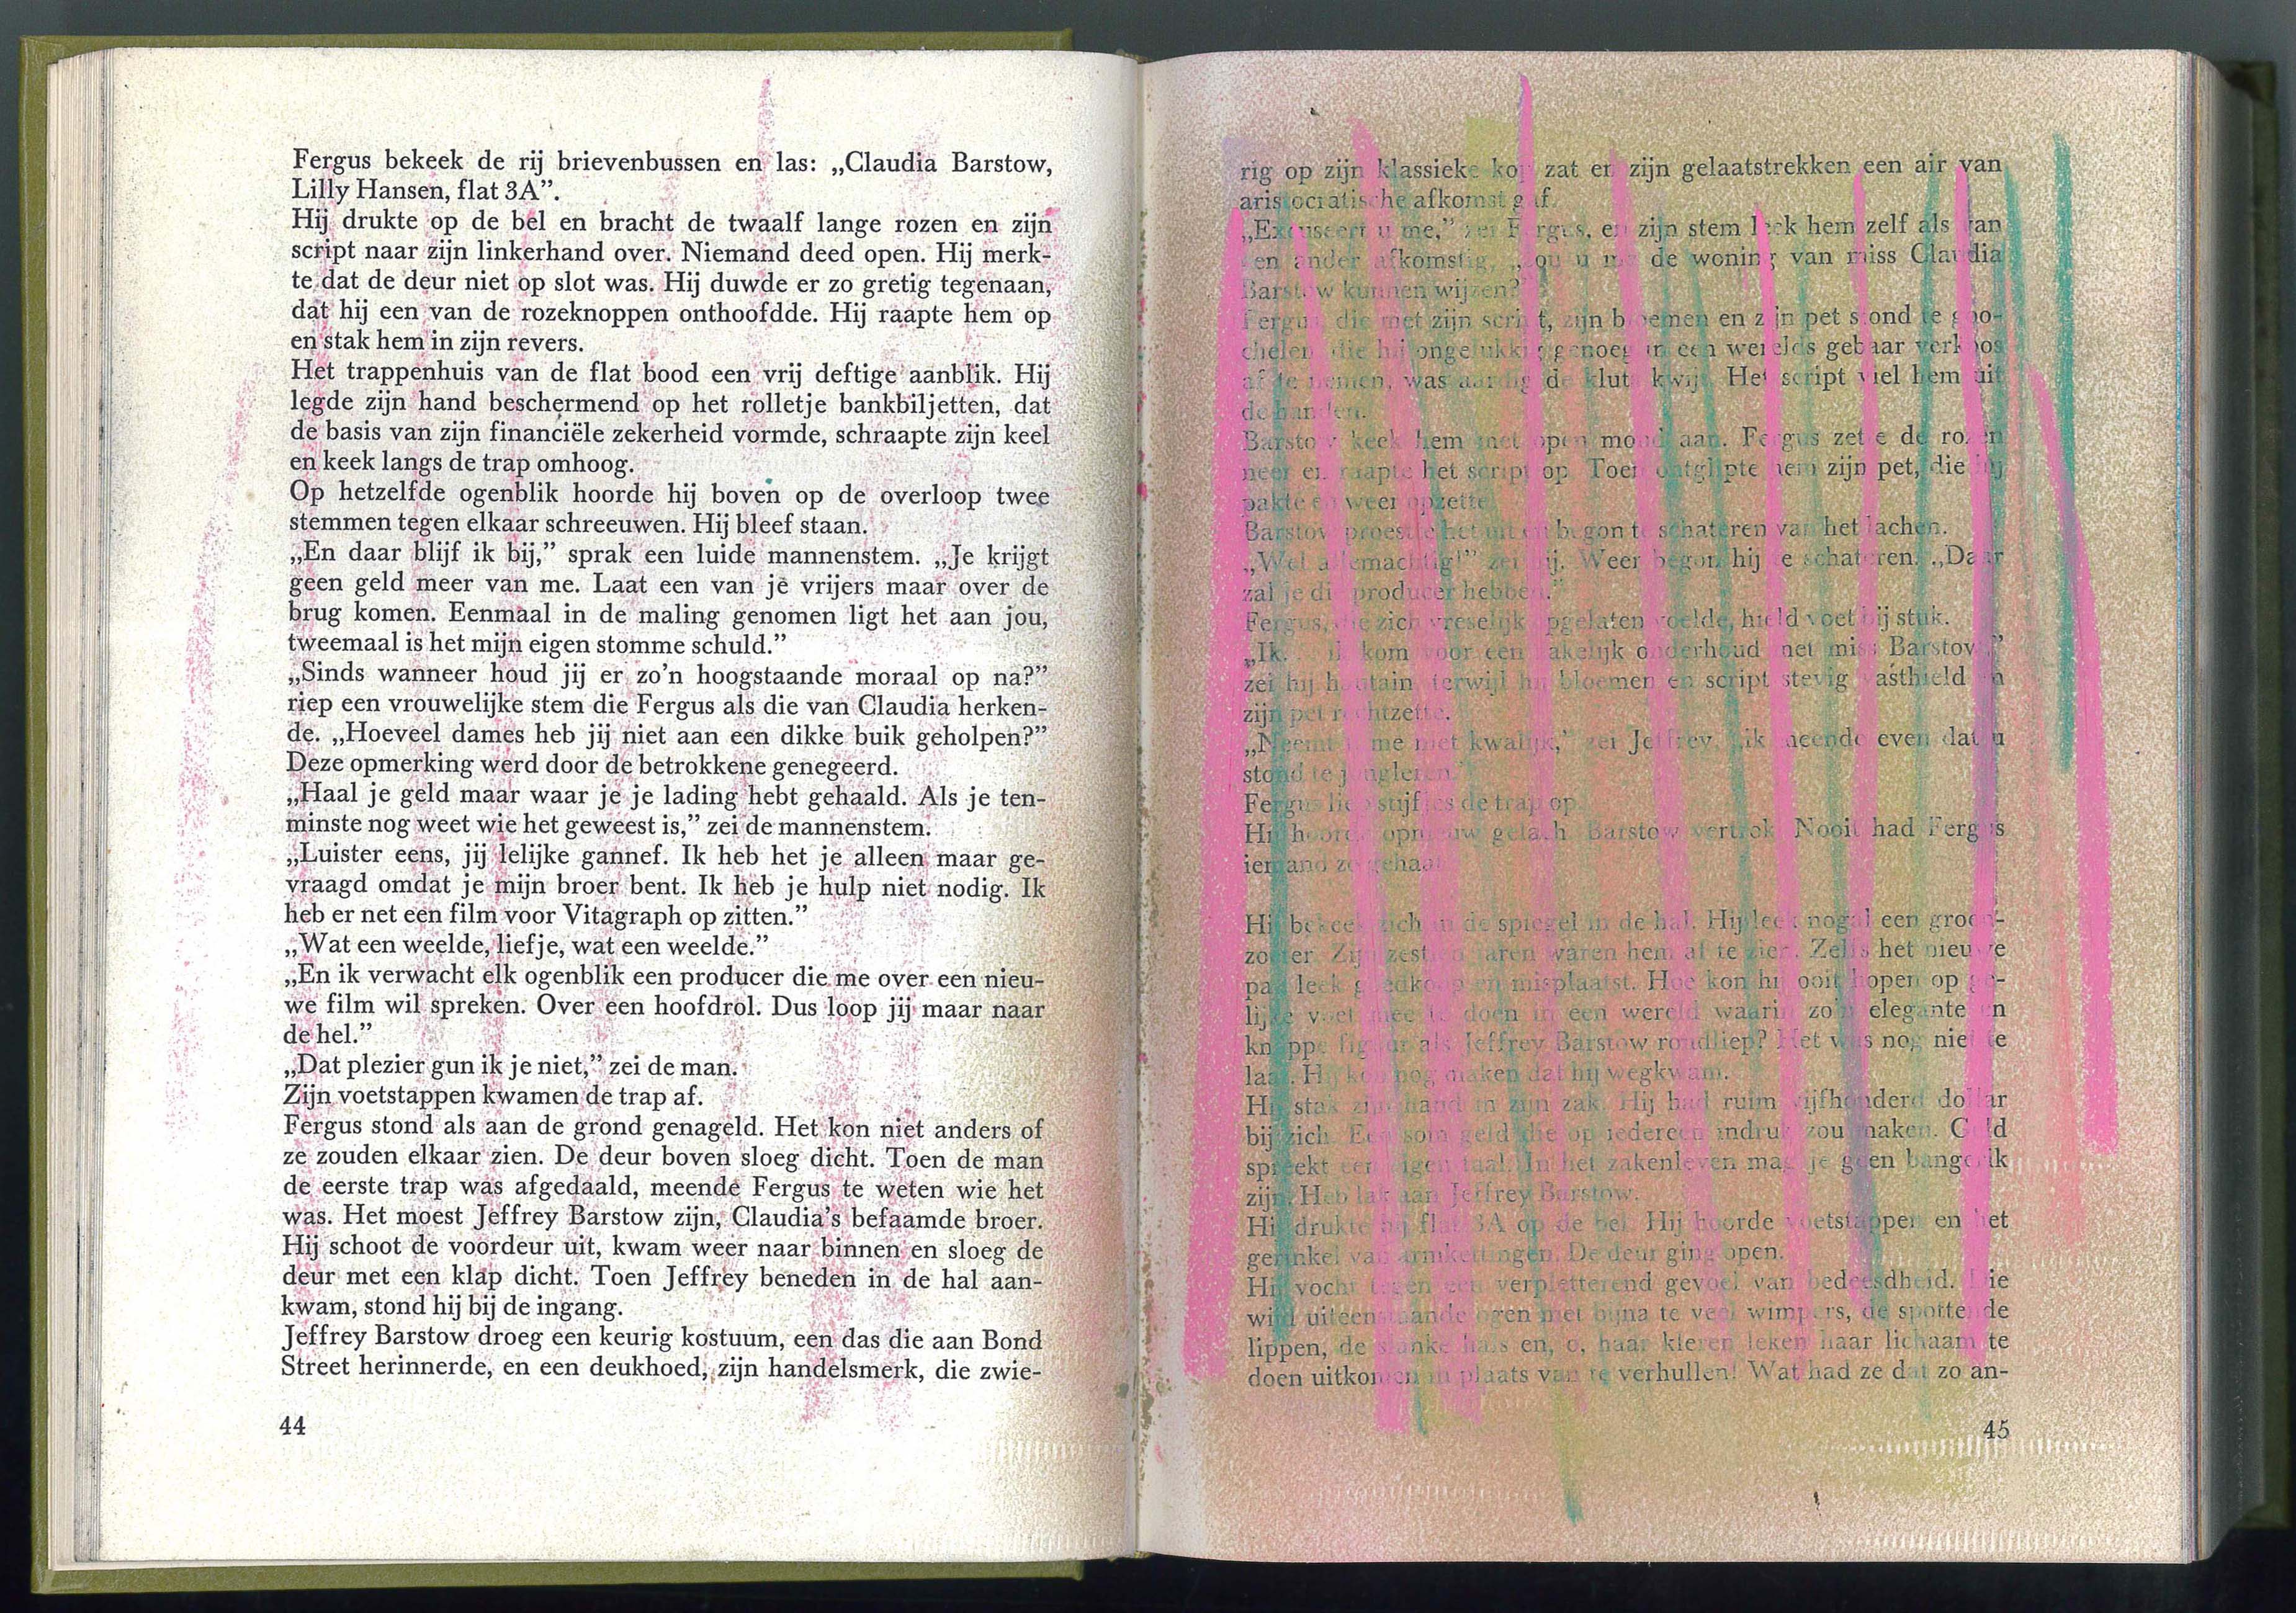 Fergus bekeek de rij brievenbussen en las: „Claudia Barstow,
Lilly Hansen, flat 3A”.
Hij drukte op de bel en bracht de twaalf lange rozen en zijn
script naar zijn linkerhand over. Niemand deed open. Hij merk-
te dat de deur niet op slot was. Hij duwde er zo gretig tegenaan,
dat hij een van de rozeknoppen onthoofdde. Hij raapte hem op
en stak hem in zijn revers.
Het trappenhuis van de flat bood een vrij deftige aanblik. Hij
legde zijn hand beschermend op het rolletje bankbiljetten, dat
de basis van zijn financiële zekerheid vormde, schraapte zijn keel
en keek langs de trap omhoog.
Op hetzelfde ogenblik hoorde hij boven op de overloop twee
stemmen tegen elkaar schreeuwen. Hij bleef staan.
„En daar blijf ik bij,” sprak een luide mannenstem. „Je krijgt
geen geld meer van me. Laat een van je vrijers maar over de
brug komen. Eenmaal in de maling genomen ligt het aan jou,
tweemaal is het mijn eigen stomme schuld.”
„Sinds wanneer houd jij er zo’n hoogstaande moraal op na?”
riep een vrouwelijke stem die Fergus als die van Claudia herken-
de. „Hoeveel dames heb jij niet aan een dikke buik geholpen?”
Deze opmerking werd door de betrokkene genegeerd.
„Haal je geld maar waar je je lading hebt gehaald. Als je ten-
minste nog weet wie het geweest is,” zei de mannenstem.
„Luister eens, jij lelijke gannef. Ik heb het je alleen maar ge-
vraagd omdat je mijn broer bent. Ik heb je hulp niet nodig. Ik
heb er net een film voor Vitagraph op zitten.”
„Wat een weelde, liefje, wat een weelde.”
„En ik verwacht elk ogenblik een producer die me over een nieu-
we film wil spreken. Over een hoofdrol. Dus loop jij maar naar
de hel.”
„Dat plezier gun ik je niet,” zei de man.
Zijn voetstappen kwamen de trap af.
Fergus stond als aan de grond genageld. Het kon niet anders of
ze zouden elkaar zien. De deur boven sloeg dicht. Toen de man
de eerste trap was afgedaald, meende Fergus te weten wie het
was. Het moest Jeffrey Barstow zijn, Claudia’s befaamde broer.
Hij schoot de voordeur uit, kwam weer naar binnen en sloeg de
deur met een klap dicht. Toen Jeffrey beneden in de hal aan-
kwam, stond hij bij de ingang.
Jeffrey Barstow droeg een keurig kostuum, een das die aan Bond
Street herinnerde, en een deukhoed, zijn handelsmerk, die zwie-
44
rig op zijn klassieke kop zat en zijn gelaatstrekken een air van
aristocratische afkomst gaf.
„Excuseert u me,” zei Fergus, en zijn stem leek hem zelf als van
een ander afkomstig, „zou u me de woning van miss Claudia
Barstow kunnen wijzen?”
Fergus, die met zijn script, zijn bloemen en zijn pet stond te goo-
chelen die hij ongelukkig genoeg in een werelds gebaar verkoos
af te nemen, was aardig de kluts kwijt. Het script viel hem uit
de handen.
Barstow keek hem met open mond aan. Fergus zette de rozen
neer en raapte het script op. Toen ontglipte hem zijn pet, die hij
pakte en weer opzette.
Barstow proestte het uit en begon te schateren van het lachen.
„Wel allemachtig!” zei hij. Weer begon hij te schateren. „Daar
zal je die producer hebben.”
Fergus, die zich vreselijk opgelaten voelde, hield voet bij stuk.
„Ik... ik kom voor een zakelijk onderhoud met miss Barstow,”
zei hij hautain, terwijl hij bloemen en script stevig vasthield en
zijn pet rechtzette.
„Neemt u me niet kwalijk,” zei Jeffrey, „ik meende even dat u
stond te jongleren.”
Fergus liep stijfjes de trap op.
Hij hoorde opnieuw gelach. Barstow vertrok. Nooit had Fergus
iemand zo gehaat.
Hij bekeek zich in de spiegel in de hal. Hij leek nogal een groen-
zoeter. Zijn zestien jaren waren hem af te zien. Zelfs het nieuwe
pak leek goedkoop en misplaatst. Hoe kon hij ooit hopen op ge-
lijke voet mee te doen in een wereld waarin zo’n elegante en
knappe figuur als Jeffrey Barstow rondliep? Het was nog niet te
laat. Hij kon nog maken dat hij wegkwam.
Hij stak zijn hand in zijn zak. Hij had ruim vijfhonderd dollar
bij zich. Een som geld die op iedereen indruk zou maken. Geld
spreekt een eigen taal. In het zakenleven mag je geen bangerik
zijn. Heb lak aan Jeffrey Barstow.
Hij drukte bij flat 3A op de bel. Hij hoorde voetstappen en het
gerinkel van armkettingen. De deur ging open.
Hij vocht tegen een verpletterend gevoel van bedeesdheid. Die
wijd uiteenstaande ogen met bijna te veel wimpers, de spottende
lippen, de slanke hals en, o, haar kleren leken haar lichaam te
doen uitkomen in plaats van te verhullen! Wat had ze dat zo an-
45